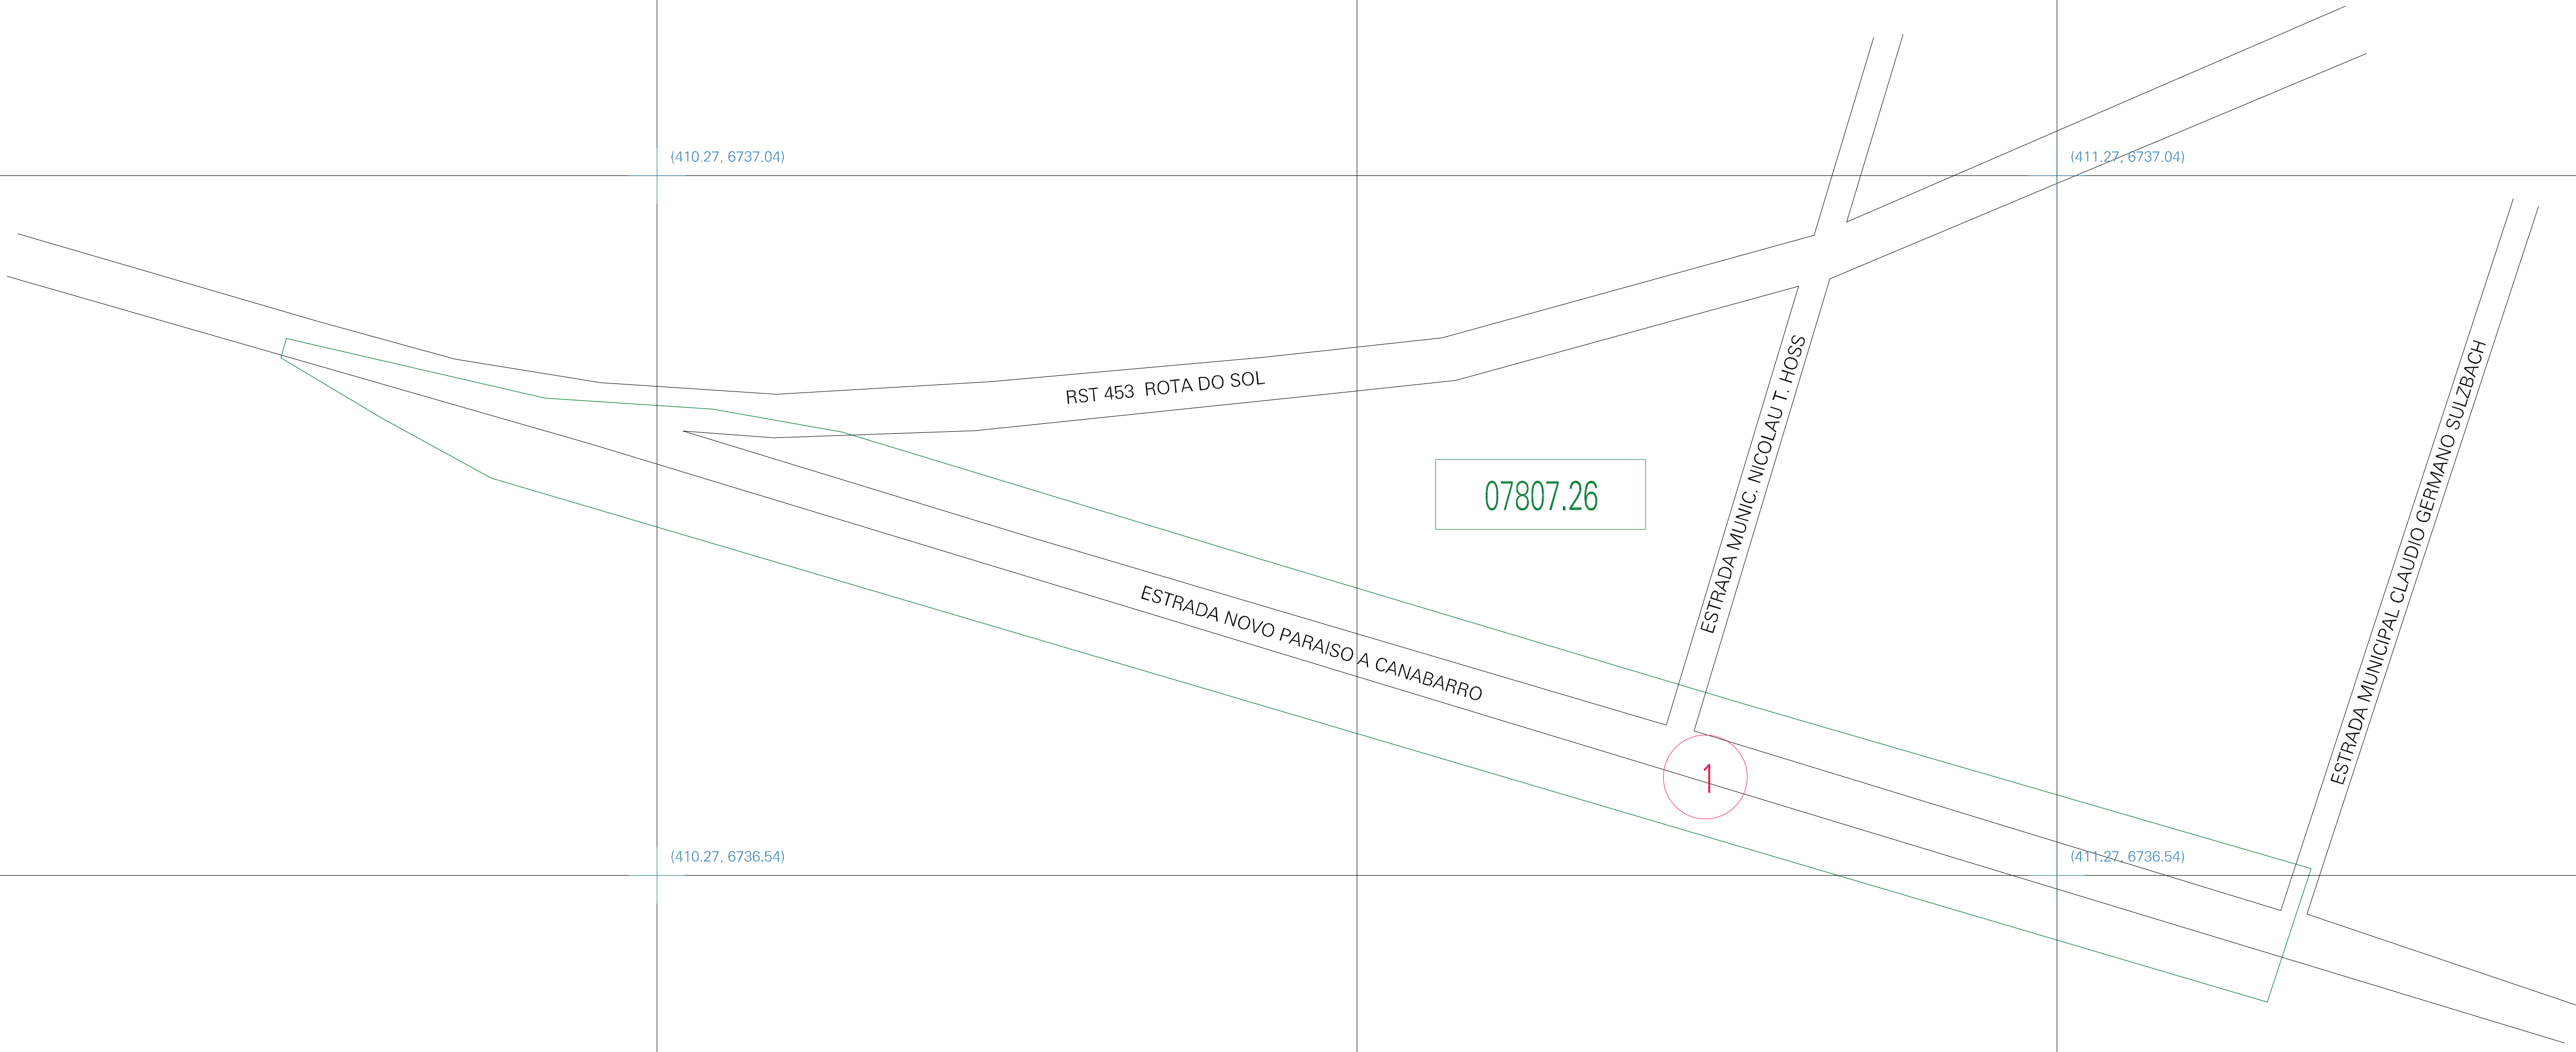 (410.27, 6737.04)
(411.27, 6737.04)
RST 453 ROTA DO SOL
ESTRADA MUNIC. NICOLAU T. HOSS
ESTRADA MUNICIPAL CLAUDIO GERMANO SULZBACH
07807.26
ESTRADA NOVO PARAISO A CANABARRO
1
(410.27, 6736.54)
(411.27, 6736.54)